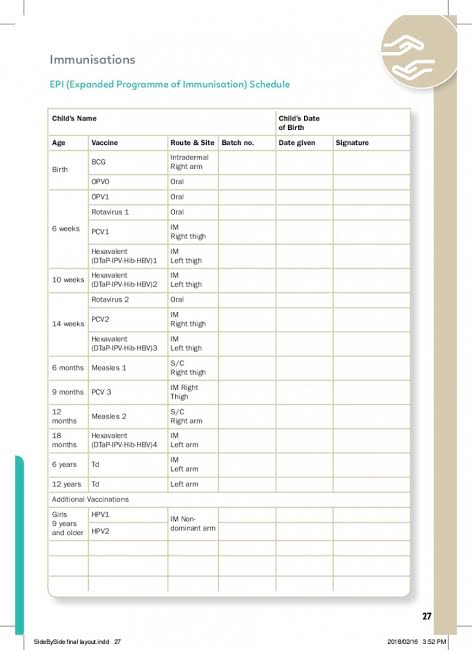 Immunisations
EPI (Expanded Programme of Immunisation) Schedule
Child's Name
Child's Date
of Birth
Age Vaccine Route & Site Batch no. Date given Signature
Birth
BCG
Intradermal
Right arm
OPV0 Oral
6 weeks
OPV1 Oral
Rotavirus 1 Oral
PCV1
IM
Right thigh
Hexavalent
(DTaP-IPV-Hib-HBV)1
IM
Left thigh
10 weeks
Hexavalent
(DTaP-IPV-Hib-HBV)2
IM
Left thigh
14 weeks
Rotavirus 2 Oral
PCV2
IM
Right thigh
Hexavalent
(DTaP-IPV-Hib-HBV)3
IM
Left thigh
6 months Measles 1
S/C
Right thigh
9 months PCV 3
IM Right
Thigh
12
months
Measles 2
S/C
Right arm
18
months
Hexavalent
(DTaP-IPV-Hib-HBV)4
IM
Left arm
6 years Td
IM
Left arm
12 years Td Left arm
Additional Vaccinations
Girls
9 years
and older
HPV1
HPV2
IM Non-
dominant arm
27
SideBySide final layout.indd 27
2018/02/16 3:52 PM